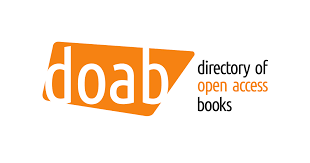 doab
directory of
open access
books